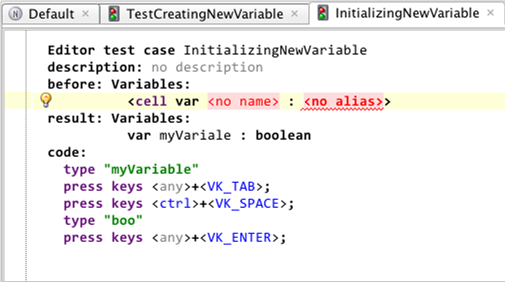 Default × TestCreatingNewVariable × InitializingNewVariable ×
Editor test case InitializingNewVariable
description: no description
before: Variables:
<cell var <no name> : <no alias>>
result: Variables:
var myVariale : boolean
code:
type "myVariable"
press keys <any>+<VK_TAB>;
press keys <ctrl>+<VK_SPACE>;
type "boo"
press keys <any>+<VK_ENTER>;